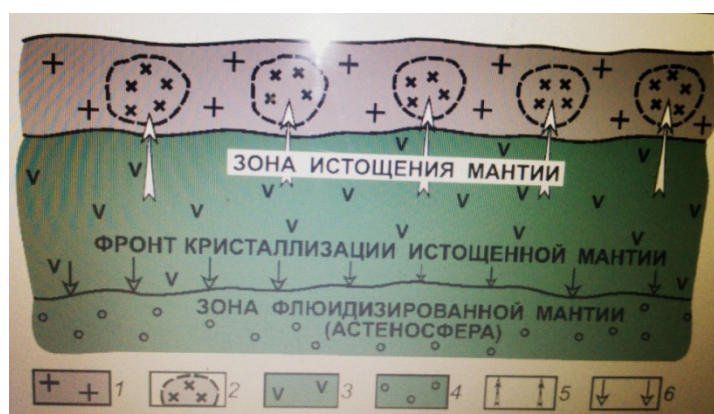 ЗОНА ИСТОЩЕНИЯ МАНТИИ
ФРОНТ КРИСТАЛЛИЗАЦИИ ИСТОЩЕННОЙ МАНТИИ
ЗОНА ФЛЮИДИЗИРОВАННОЙ МАНТИИ
(АСТЕНОСФЕРА)
1 2 3 4 5 6